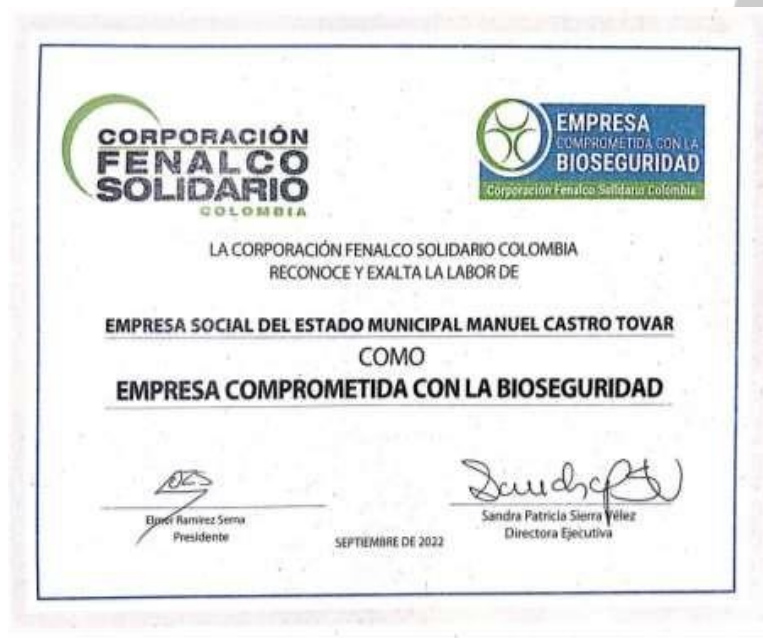 CORPORACIÓN
FENALCO
SOLIDARIO
COLOMBIA
EMPRESA
COMPROMETIDA CON LA
BIOSEGURIDAD
Corporación Fenalco Solidario Colombia
LA CORPORACIÓN FENALCO SOLIDARIO COLOMBIA
RECONOCE Y EXALTA LA LABOR DE
EMPRESA SOCIAL DEL ESTADO MUNICIPAL MANUEL CASTRO TOVAR
COMO
EMPRESA COMPROMETIDA CON LA BIOSEGURIDAD
Ramirez Serna
Presidente
SEPTIEMBRE DE 2022
Sandra Patricia Sierra Vélez
Directora Ejecutiva